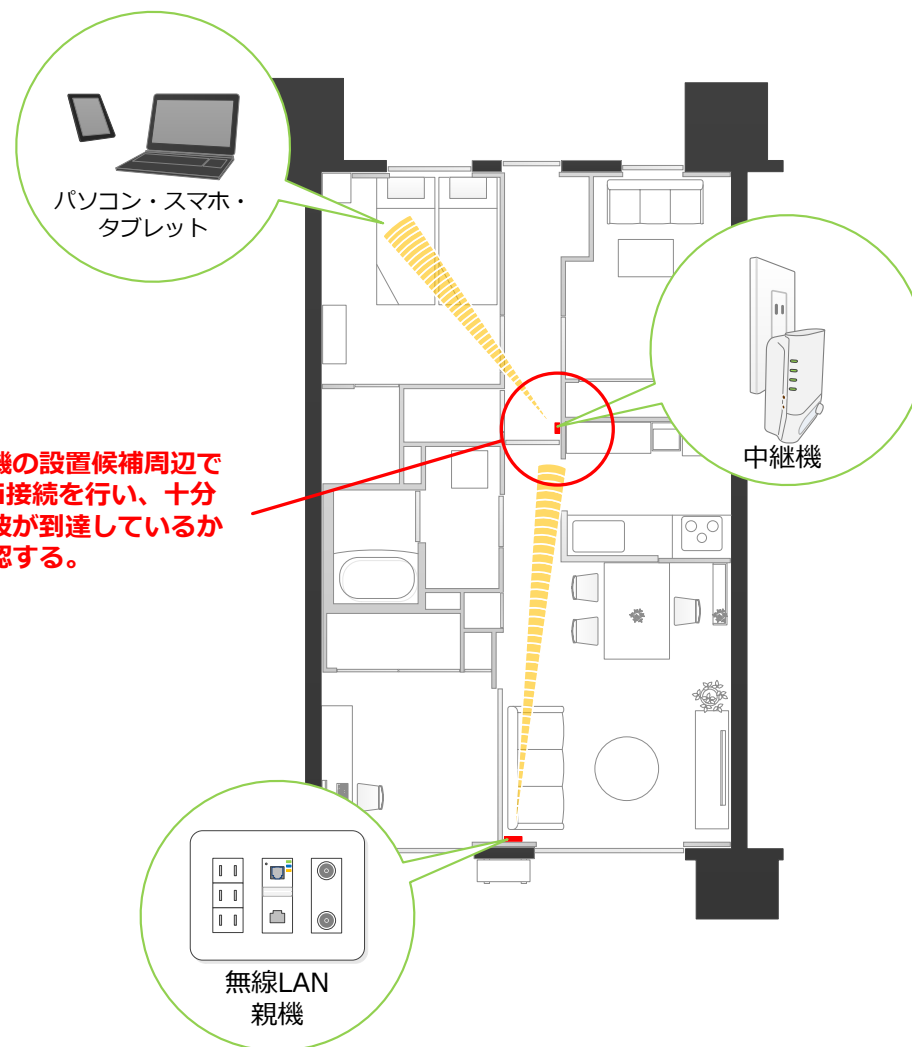 パソコン・スマホ・
タブレット
中継機
機の設置候補周辺で
接続を行い、十分
波が到達しているか
認する。
無線LAN
親機